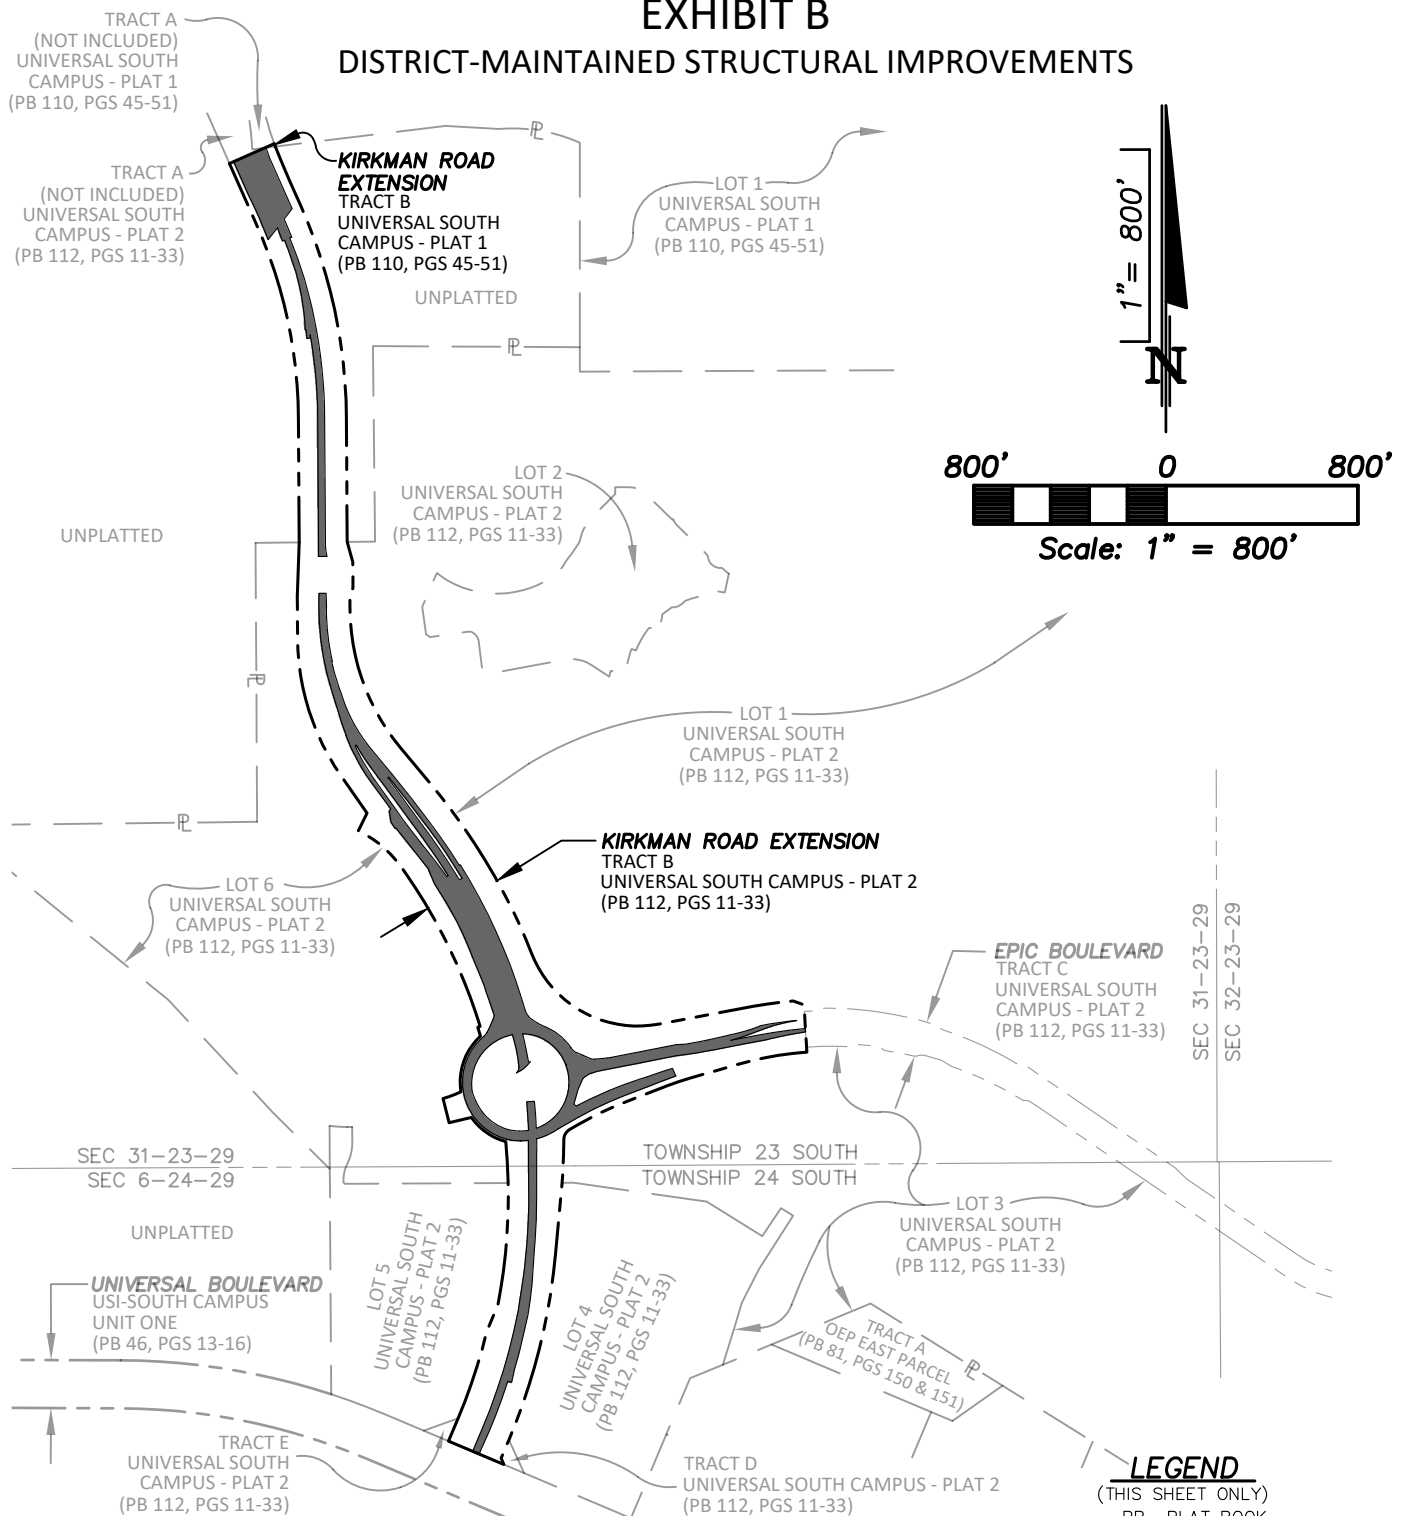 EXHIBIT B
DISTRICT-MAINTAINED STRUCTURAL IMPROVEMENTS
TRACT A
(NOT INCLUDED)
UNIVERSAL SOUTH
CAMPUS - PLAT 1
(PB 110, PGS 45-51)
TRACT A
(NOT INCLUDED)
UNIVERSAL SOUTH
CAMPUS - PLAT 2
(PB 112, PGS 11-33)
KIRKMAN ROAD
EXTENSION
TRACT B
UNIVERSAL SOUTH
CAMPUS - PLAT 1
(PB 110, PGS 45-51)
PL
LOT 1
UNIVERSAL SOUTH
CAMPUS - PLAT 1
(PB 110, PGS 45-51)
UNPLATTED
PL
1"= 800'
N
800' 0 800'
Scale: 1" = 800'
LOT 2
UNIVERSAL SOUTH
CAMPUS - PLAT 2
(PB 112, PGS 11-33)
UNPLATTED
PL
LOT 1
UNIVERSAL SOUTH
CAMPUS - PLAT 2
(PB 112, PGS 11-33)
PL
KIRKMAN ROAD EXTENSION
TRACT B
UNIVERSAL SOUTH CAMPUS - PLAT 2
(PB 112, PGS 11-33)
LOT 6
UNIVERSAL SOUTH
CAMPUS - PLAT 2
(PB 112, PGS 11-33)
EPIC BOULEVARD
TRACT C
UNIVERSAL SOUTH
CAMPUS - PLAT 2
(PB 112, PGS 11-33)
SEC 31-23-29
SEC 32-23-29
SEC 31-23-29
SEC 6-24-29
TOWNSHIP 23 SOUTH
TOWNSHIP 24 SOUTH
UNPLATTED
LOT 3
UNIVERSAL SOUTH
CAMPUS - PLAT 2
(PB 112, PGS 11-33)
UNIVERSAL BOULEVARD
USI-SOUTH CAMPUS
UNIT ONE
(PB 46, PGS 13-16)
LOT 5
UNIVERSAL SOUTH
CAMPUS - PLAT 2
(PB 112, PGS 11-33)
LOT 4
UNIVERSAL SOUTH
CAMPUS - PLAT 2
(PB 112, PGS 11-33)
TRACT A
OEP EAST PARCEL
(PB 81, PGS 150 & 151)
PL
TRACT E
UNIVERSAL SOUTH
CAMPUS - PLAT 2
(PB 112, PGS 11-33)
TRACT D
UNIVERSAL SOUTH CAMPUS - PLAT 2
(PB 112, PGS 11-33)
LEGEND
(THIS SHEET ONLY)
PB PLAT BOOK